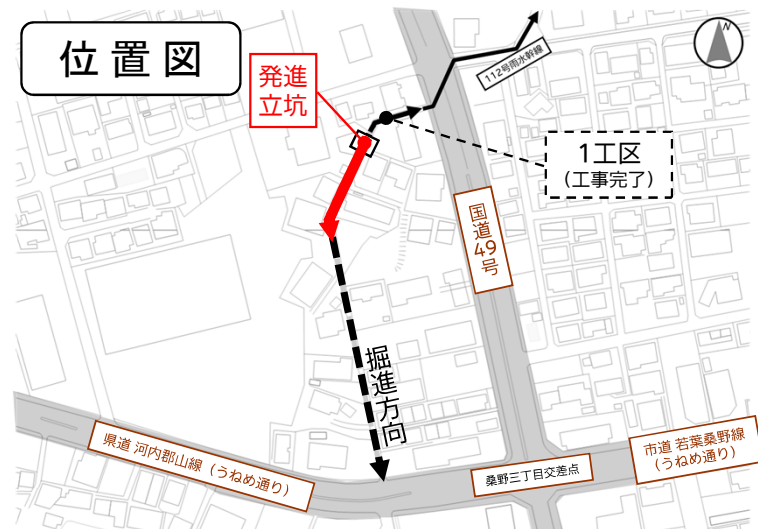 位置図
N
発進
立坑
112号雨水幹線
1工区
(工事完了)
国道49号
掘進方向
県道 河内郡山線(うねめ通り)
桑野三丁目交差点
市道 若葉桑野線
(うねめ通り)